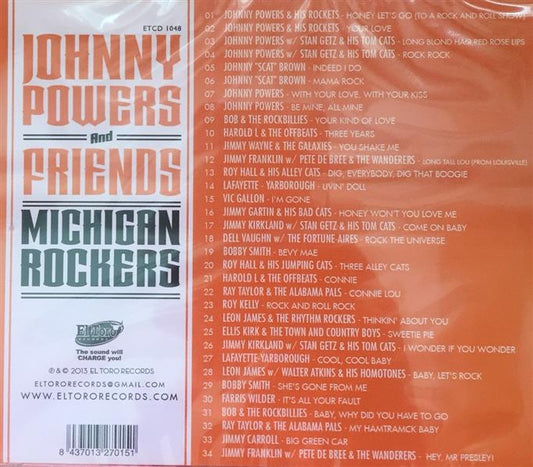 ETCD 1048
JOHNNY
POWERS
And
FRIENDS
MICHIGAN
ROCKERS
El Toro
RECORDS
The sound will
CHARGE you!
℗ & © 2013 EL TORO RECORDS
ELTORORECORDS@GMAIL.COM
WWW.ELTORORECORDS.COM
8 437013 270151
01 JOHNNY POWERS & HIS ROCKETS - HONEY LET'S GO (TO A ROCK AND ROLL SHOW)
02 JOHNNY POWERS & HIS ROCKETS - YOUR LOVE
03 JOHNNY POWERS w/ STAN GETZ & HIS TOM CATS - LONG BLOND HAIR RED ROSE LIPS
04 JOHNNY POWERS w/ STAN GETZ & HIS TOM CATS - ROCK ROCK
05 JOHNNY "SCAT" BROWN - INDEED I DO
06 JOHNNY "SCAT" BROWN - MAMA ROCK
07 JOHNNY POWERS - WITH YOUR LOVE, WITH YOUR KISS
08 JOHNNY POWERS - BE MINE, ALL MINE
09 BOB & THE ROCKBILLIES - YOUR KIND OF LOVE
10 HAROLD L & THE OFFBEATS - THREE YEARS
11 JIMMY WAYNE & THE GALAXIES - YOU SHAKE ME
12 JIMMY FRANKLIN w/ PETE DE BREE & THE WANDERERS - LONG TALL LOU (FROM LOUISVILLE)
13 ROY HALL & HIS ALLEY CATS - DIG, EVERYBODY, DIG THAT BOOGIE
14 LAFAYETTE - YARBOROUGH - LIVIN' DOLL
15 VIC GALLON - I'M GONE
16 JIMMY GARTIN & HIS BAD CATS - HONEY WON'T YOU LOVE ME
17 JIMMY KIRKLAND w/ STAN GETZ & HIS TOM CATS - COME ON BABY
18 DELL VAUGHN w/ THE FORTUNE-AIRES - ROCK THE UNIVERSE
19 BOBBY SMITH - BEVY MAE
20 ROY HALL & HIS JUMPING CATS - THREE ALLEY CATS
21 HAROLD L & THE OFFBEATS - CONNIE
22 RAY TAYLOR & THE ALABAMA PALS - CONNIE LOU
23 ROY KELLY - ROCK AND ROLL ROCK
24 LEON JAMES & THE RHYTHM ROCKERS - THINKIN' ABOUT YOU
25 ELLIS KIRK & THE TOWN AND COUNTRY BOYS - SWEETIE PIE
26 JIMMY KIRKLAND w/ STAN GETZ & HIS TOM CATS - I WONDER IF YOU WONDER
27 LAFAYETTE-YARBOROUGH - COOL, COOL BABY
28 LEON JAMES w/ WALTER ATKINS & HIS HOMOTONES - BABY, LET'S ROCK
29 BOBBY SMITH - SHE'S GONE FROM ME
30 FARRIS WILDER - IT'S ALL YOUR FAULT
31 BOB & THE ROCKBILLIES - BABY, WHY DID YOU HAVE TO GO
32 RAY TAYLOR & THE ALABAMA PALS - MY HAMTRAMCK BABY
33 JIMMY CARROLL - BIG GREEN CAR
34 JIMMY FRANKLIN w/ PETE DE BREE & THE WANDERERS - HEY, MR PRESLEY!